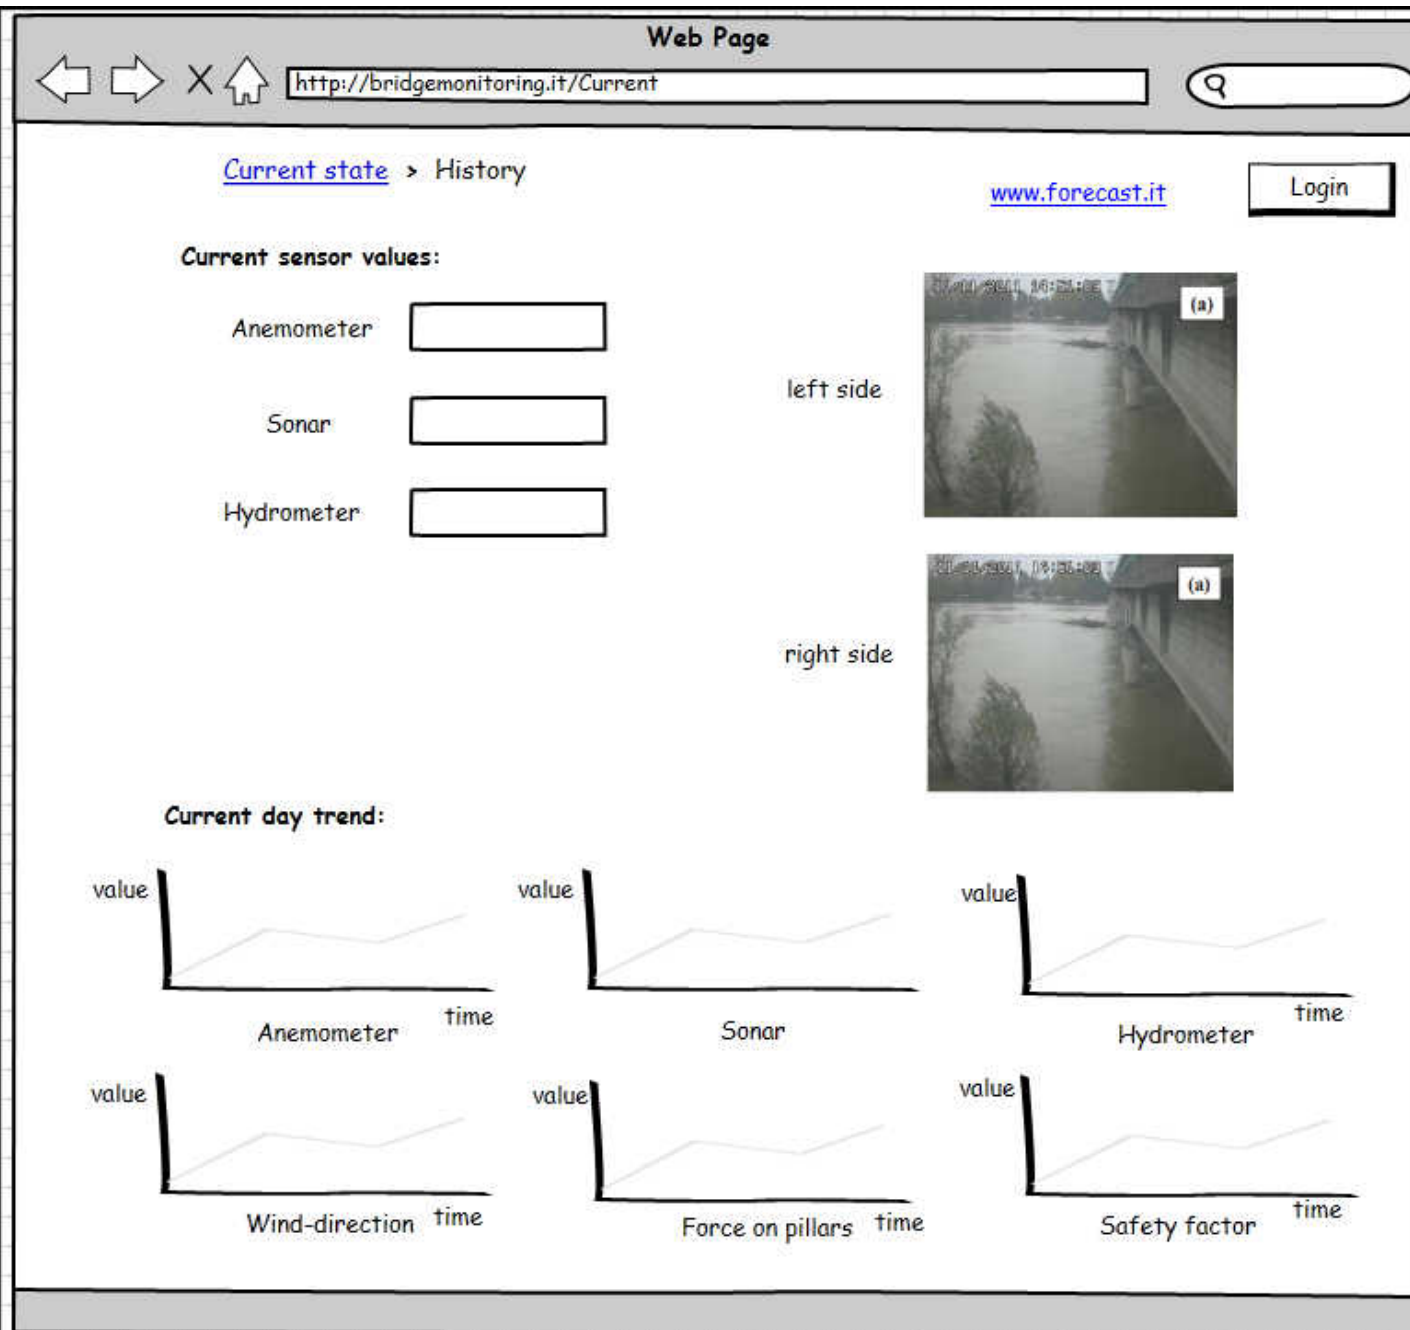 Web Page
http://bridgemonitoring.it/Current
Current state > History
www.forecast.it
Login
Current sensor values:
Anemometer
Sonar
Hydrometer
(a)
left side
(a)
right side
Current day trend:
value
time
Anemometer
value
Sonar
value
time
Hydrometer
value
time
Wind-direction
value
time
Force on pillars
value
time
Safety factor